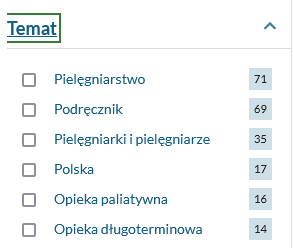 Temat
Pielęgniarstwo 71
Podręcznik 69
Pielęgniarki i pielęgniarze 35
Polska 17
Opieka paliatywna 16
Opieka długoterminowa 14